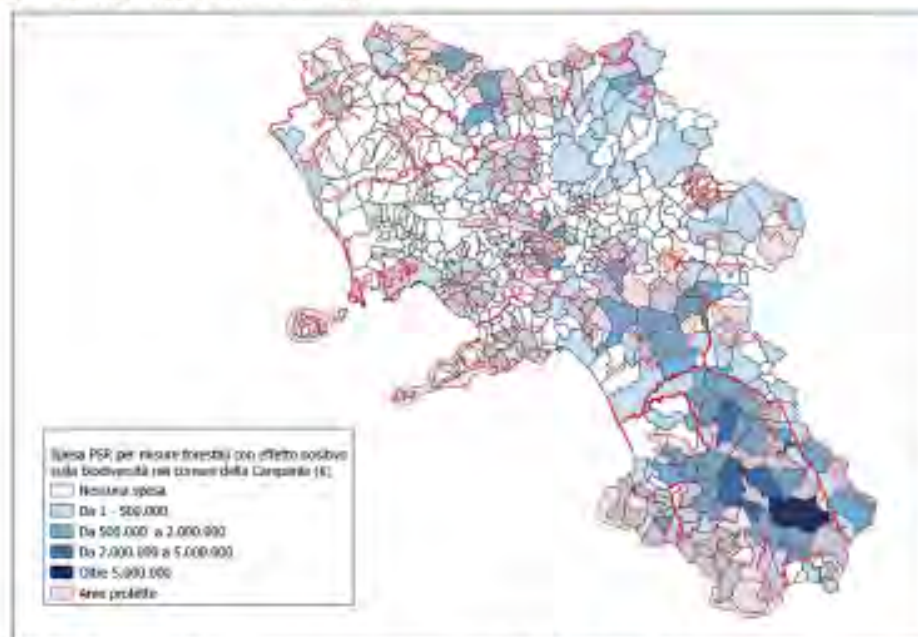 Spesa PSR per misure forestali con effetto positivo
sulla biodiversità nei comuni della Campania (€)
Nessuna spesa
Da 1 - 500.000
Da 500.000 a 2.000.000
Da 2.000.000 a 5.000.000
Oltre 5.000.000
Aree protette